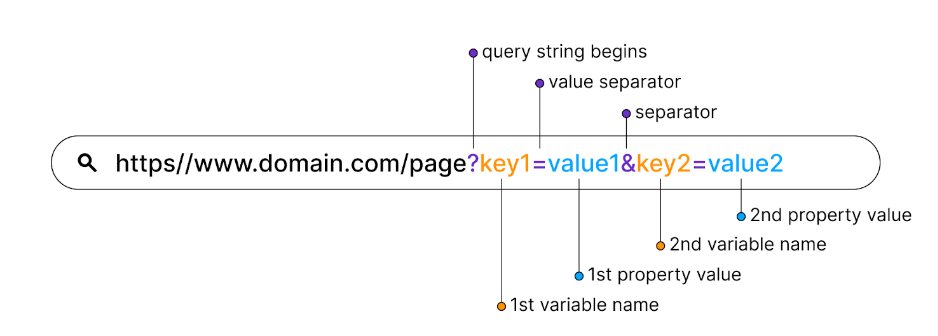 query string begins
value separator
separator
https//www.domain.com/page?key1=value1&key2=value2
2nd property value
2nd variable name
1st property value
1st variable name